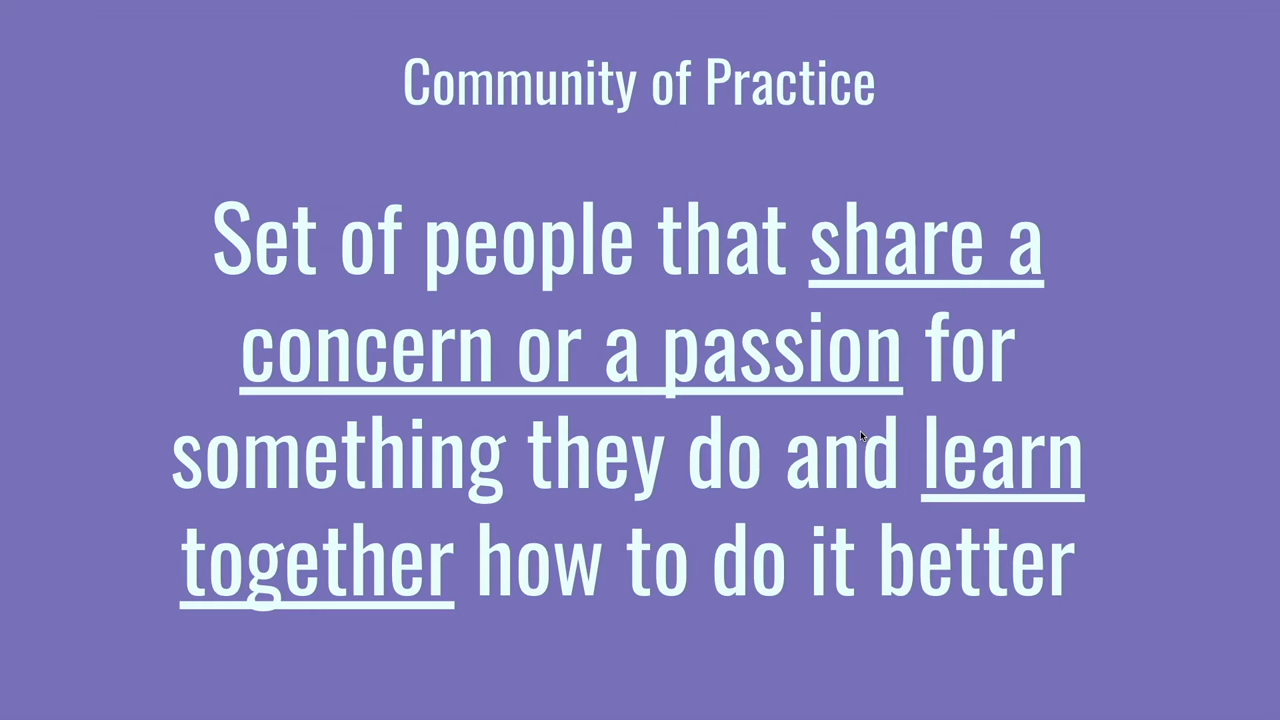 Community of Practice
Set of people that share a
concern or a passion for
something they do and learn
together how to do it better